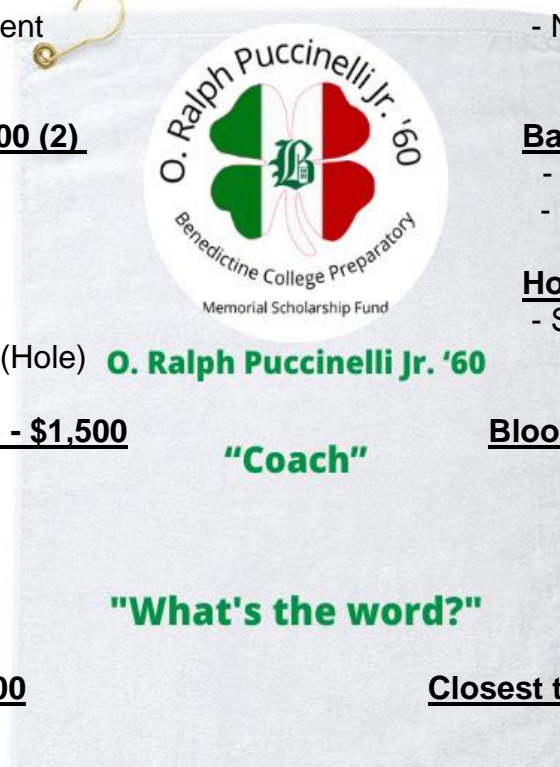 ent
- N
O. Ralph Puccinelli Jr. '60
00 (2)
Ba
-
B
-
Benedictine College Preparatory
Ho
Memorial Scholarship Fund
- S
(Hole)
O. Ralph Puccinelli Jr. ‘60
- $1,500
Bloo
“Coach”
"What's the word?"
00
Closest t